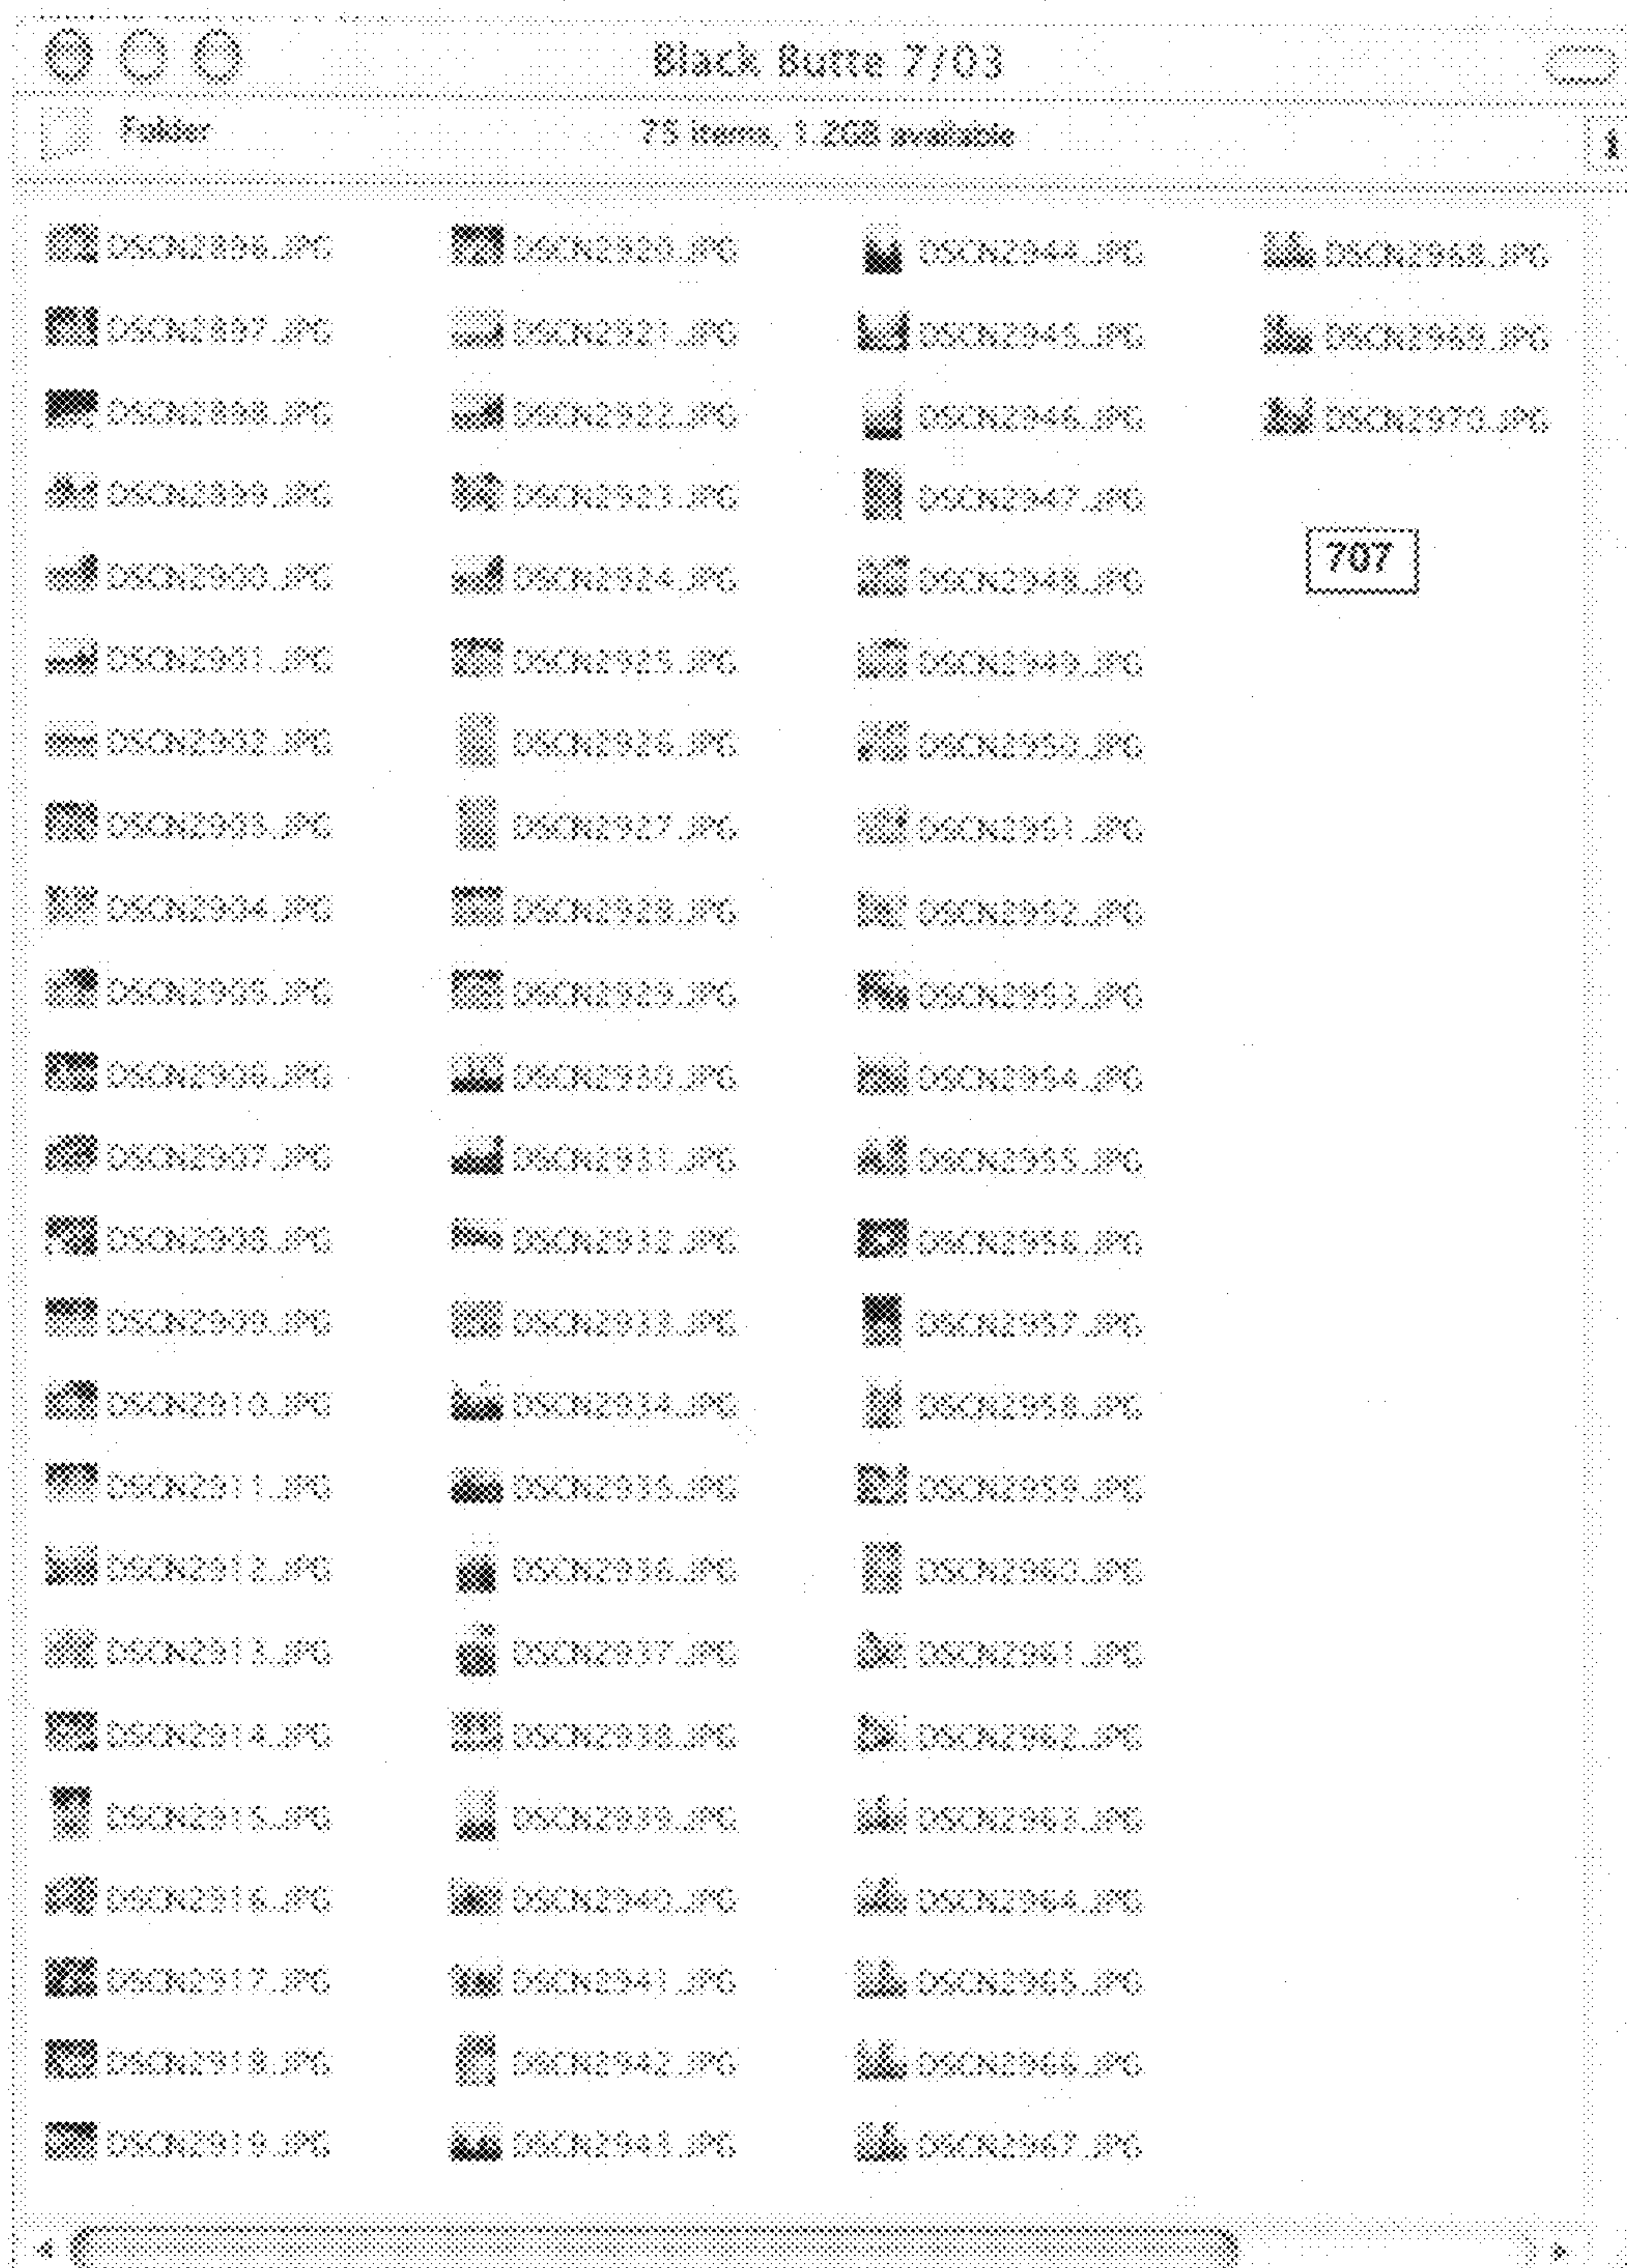 Black Butte 7/03
Folder
75 items, 1.2GB available
DSCN2896.JPG
DSCN2897.JPG
DSCN2898.JPG
DSCN2899.JPG
DSCN2900.JPG
DSCN2901.JPG
DSCN2902.JPG
DSCN2903.JPG
DSCN2904.JPG
DSCN2905.JPG
DSCN2906.JPG
DSCN2907.JPG
DSCN2908.JPG
DSCN2909.JPG
DSCN2910.JPG
DSCN2911.JPG
DSCN2912.JPG
DSCN2913.JPG
DSCN2914.JPG
DSCN2915.JPG
DSCN2916.JPG
DSCN2917.JPG
DSCN2918.JPG
DSCN2919.JPG
DSCN2920.JPG
DSCN2921.JPG
DSCN2922.JPG
DSCN2923.JPG
DSCN2924.JPG
DSCN2925.JPG
DSCN2926.JPG
DSCN2927.JPG
DSCN2928.JPG
DSCN2929.JPG
DSCN2930.JPG
DSCN2931.JPG
DSCN2932.JPG
DSCN2933.JPG
DSCN2934.JPG
DSCN2935.JPG
DSCN2936.JPG
DSCN2937.JPG
DSCN2938.JPG
DSCN2939.JPG
DSCN2940.JPG
DSCN2941.JPG
DSCN2942.JPG
DSCN2943.JPG
DSCN2944.JPG
DSCN2945.JPG
DSCN2946.JPG
DSCN2947.JPG
DSCN2948.JPG
DSCN2949.JPG
DSCN2950.JPG
DSCN2951.JPG
DSCN2952.JPG
DSCN2953.JPG
DSCN2954.JPG
DSCN2955.JPG
DSCN2956.JPG
DSCN2957.JPG
DSCN2958.JPG
DSCN2959.JPG
DSCN2960.JPG
DSCN2961.JPG
DSCN2962.JPG
DSCN2963.JPG
DSCN2964.JPG
DSCN2965.JPG
DSCN2966.JPG
DSCN2967.JPG
DSCN2968.JPG
DSCN2969.JPG
DSCN2970.JPG
707